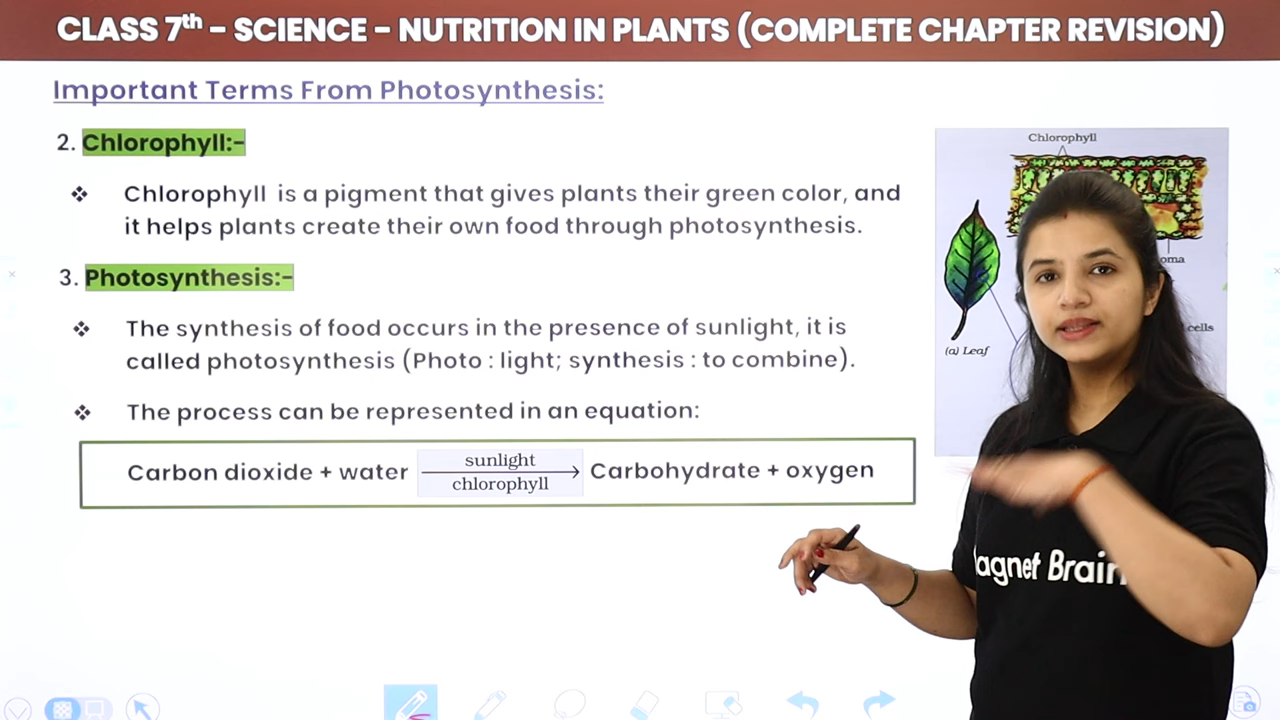 CLASS 7th – SCIENCE – NUTRITION IN PLANTS (COMPLETE CHAPTER REVISION)
Important Terms From Photosynthesis:
2. Chlorophyll:-
❖ Chlorophyll is a pigment that gives plants their green color, and
it helps plants create their own food through photosynthesis.
3. Photosynthesis:-
❖ The synthesis of food occurs in the presence of sunlight, it is
called photosynthesis (Photo : light; synthesis : to combine).
❖ The process can be represented in an equation:
Carbon dioxide + water
sunlight
chlorophyll
Carbohydrate + oxygen
Chlorophyll
oma
cells
(a) Leaf
agnet Brain